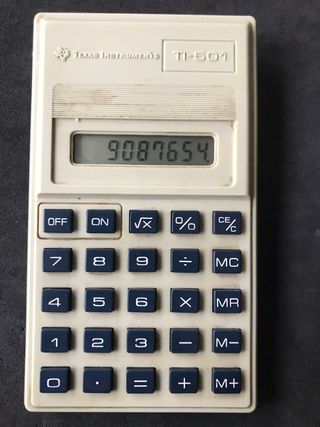 TEXAS INSTRUMENTS TI-501
9087654.
OFF ON √x % CE/C
7 8 9 ÷ MC
4 5 6 X MR
1 2 3 − M−
0 · = + M+